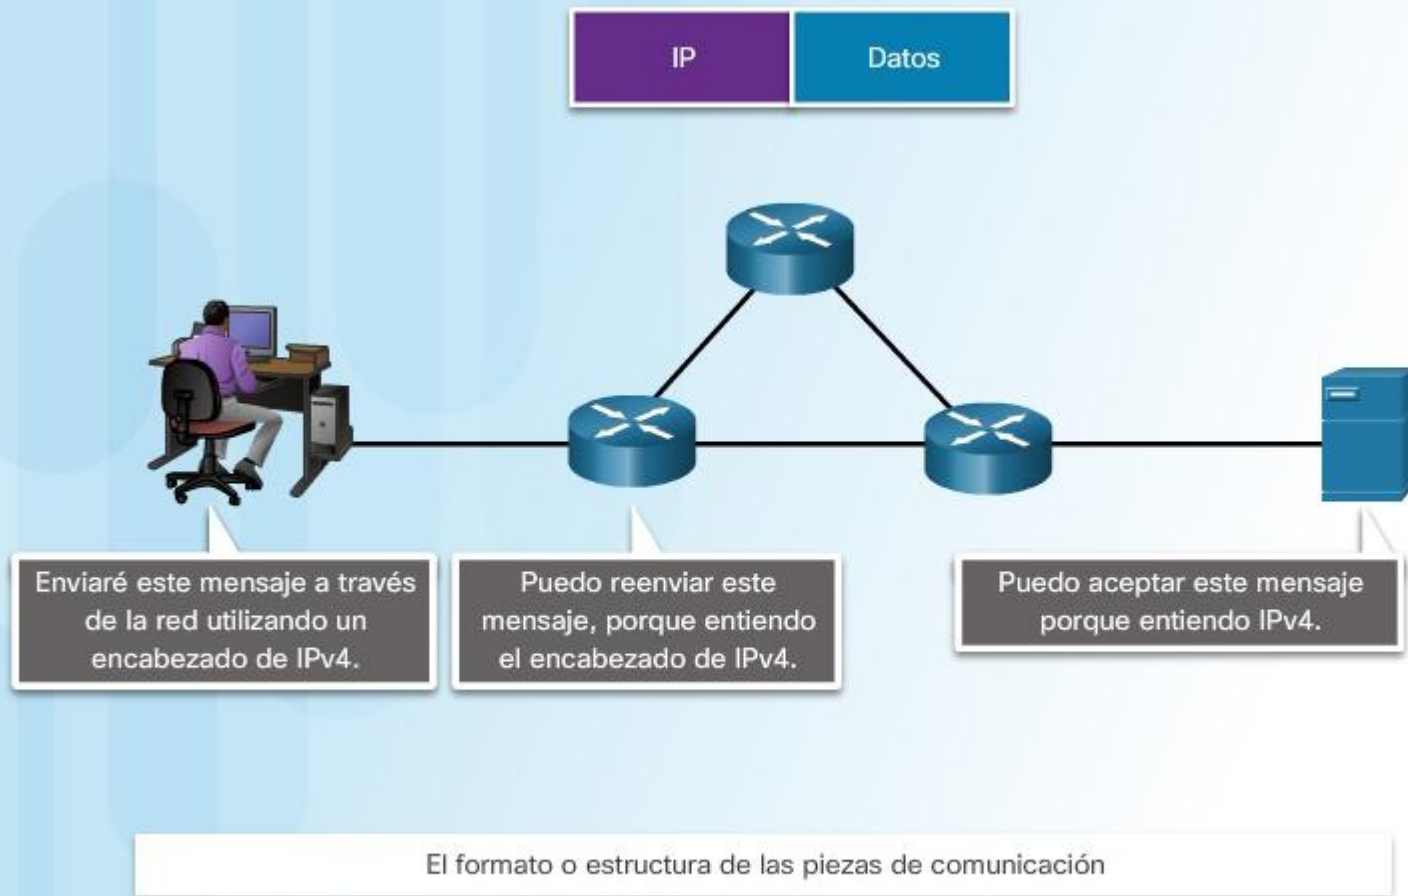 IP
Datos
Enviaré este mensaje a través
de la red utilizando un
encabezado de IPv4.
Puedo reenviar este
mensaje, porque entiendo
el encabezado de IPv4.
Puedo aceptar este mensaje
porque entiendo IPv4.
El formato o estructura de las piezas de comunicación